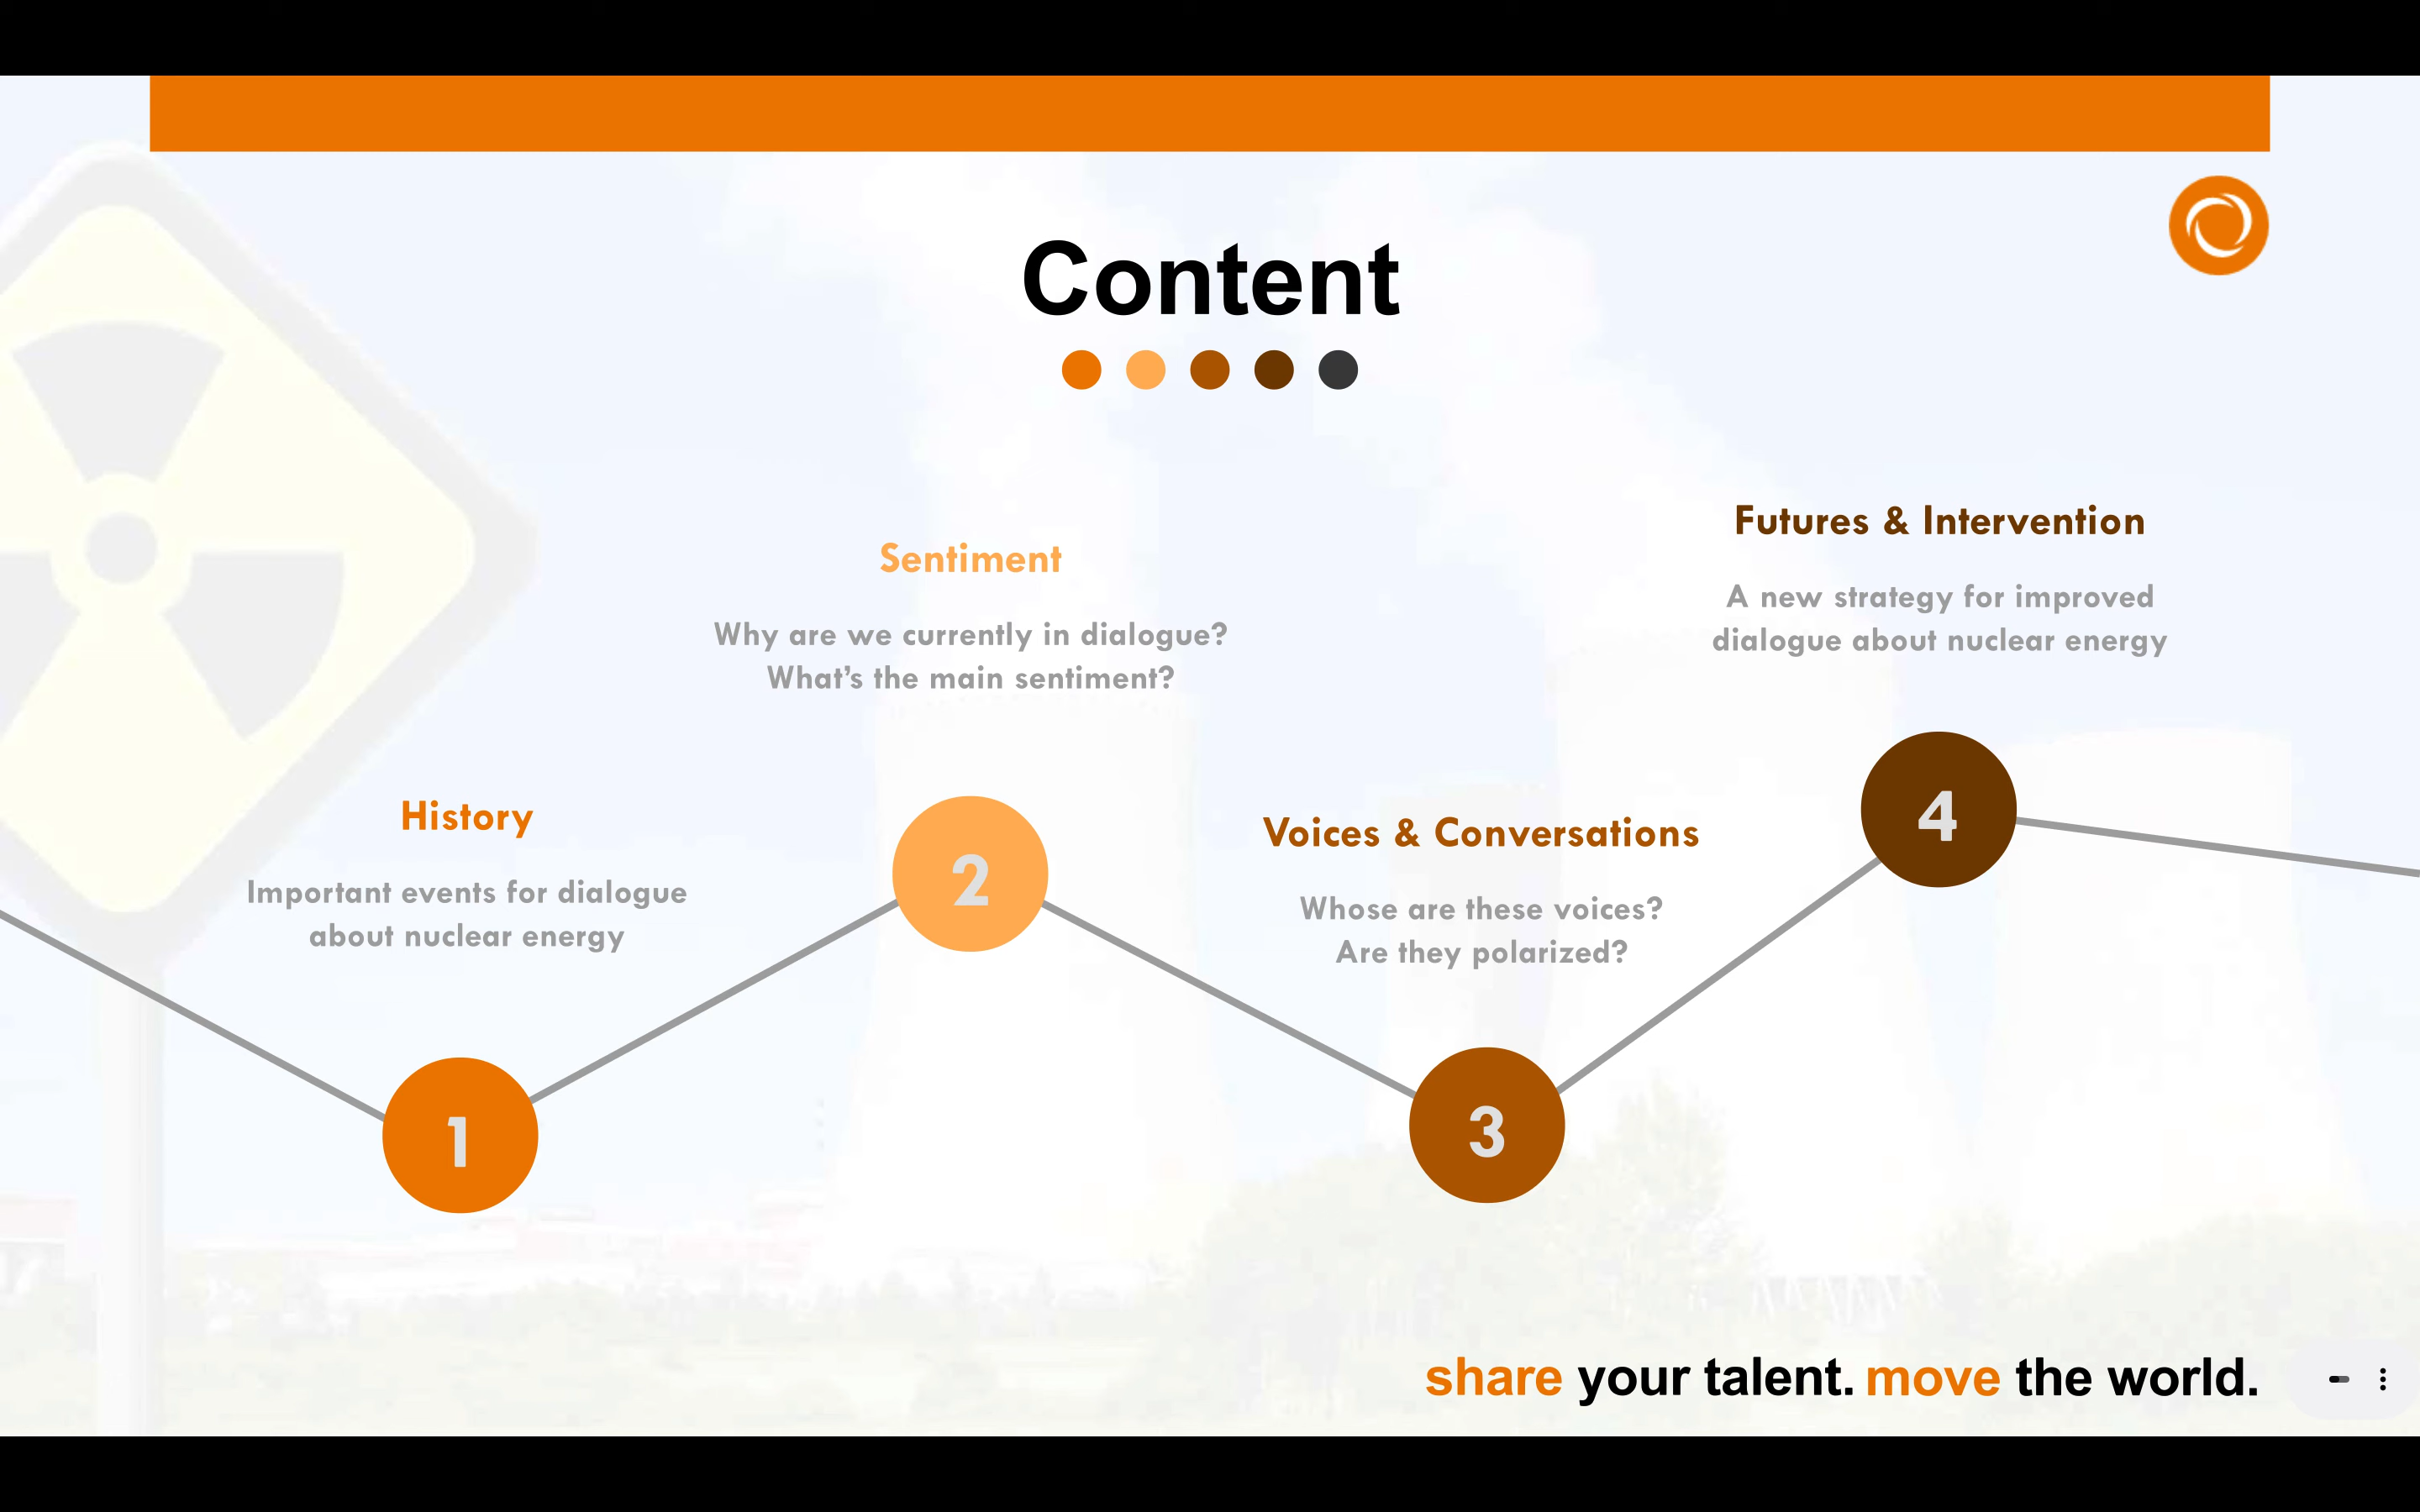 Content
History
Important events for dialogue
about nuclear energy
1
Sentiment
Why are we currently in dialogue?
What's the main sentiment?
2
Voices & Conversations
Whose are these voices?
Are they polarized?
3
Futures & Intervention
A new strategy for improved
dialogue about nuclear energy
4
share your talent. move the world.